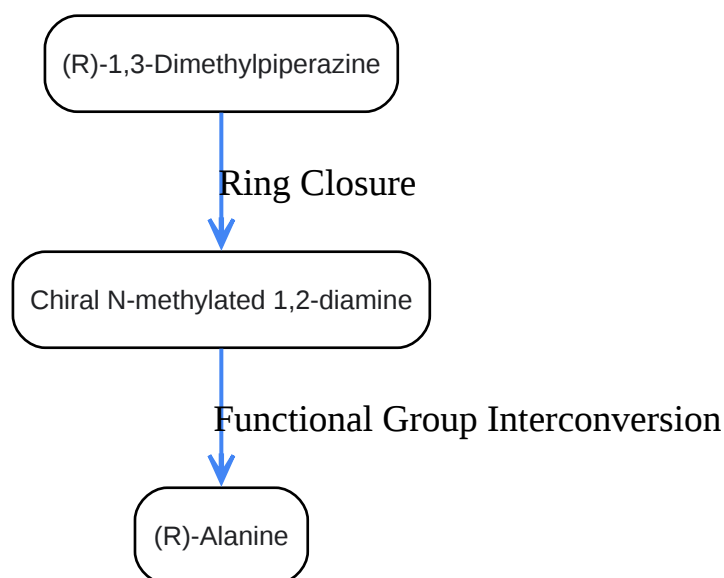 (R)-1,3-Dimethylpiperazine
Ring Closure
Chiral N-methylated 1,2-diamine
Functional Group Interconversion
(R)-Alanine